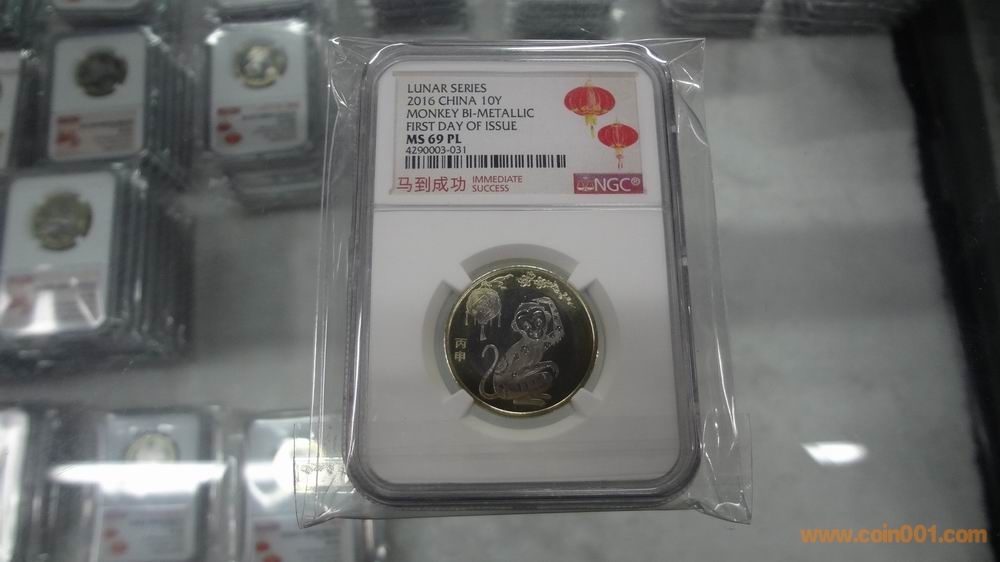 LUNAR SERIES
2016 CHINA 10Y
MONKEY BI-METALLIC
FIRST DAY OF ISSUE
MS 69 PL
4290003-031
马到成功 IMMEDIATE
SUCCESS
NGC®
丙
申
www.coin001.com